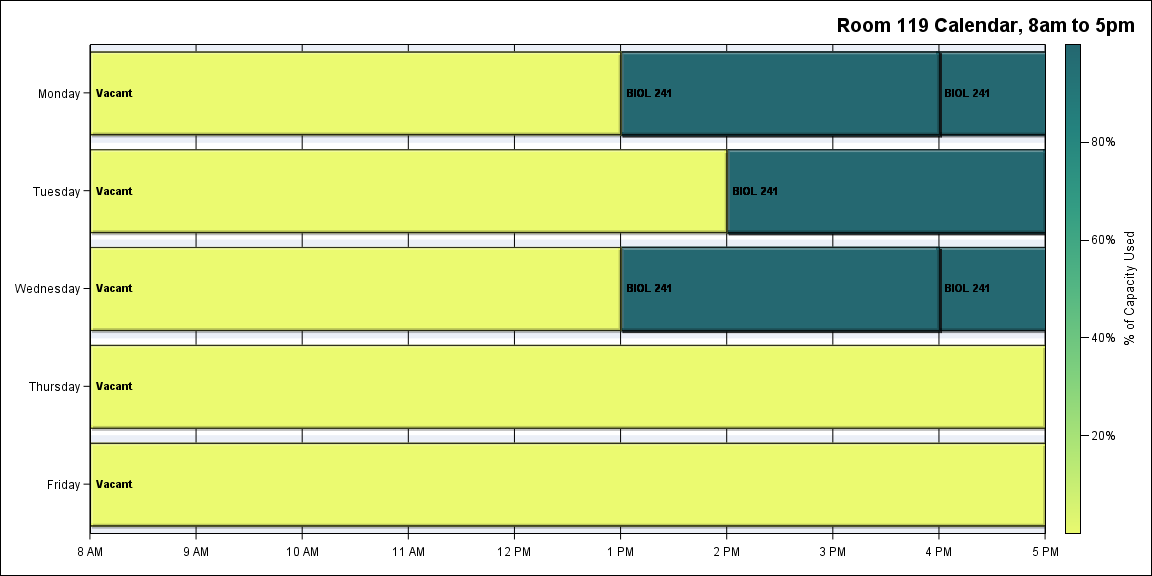 Room 119 Calendar, 8am to 5pm
Monday
Vacant
BIOL 241
BIOL 241
80%
Tuesday
Vacant
BIOL 241
60%
% of Capacity Used
Wednesday
Vacant
BIOL 241
BIOL 241
40%
Thursday
Vacant
20%
Friday
Vacant
8 AM 9 AM 10 AM 11 AM 12 PM 1 PM 2 PM 3 PM 4 PM 5 PM